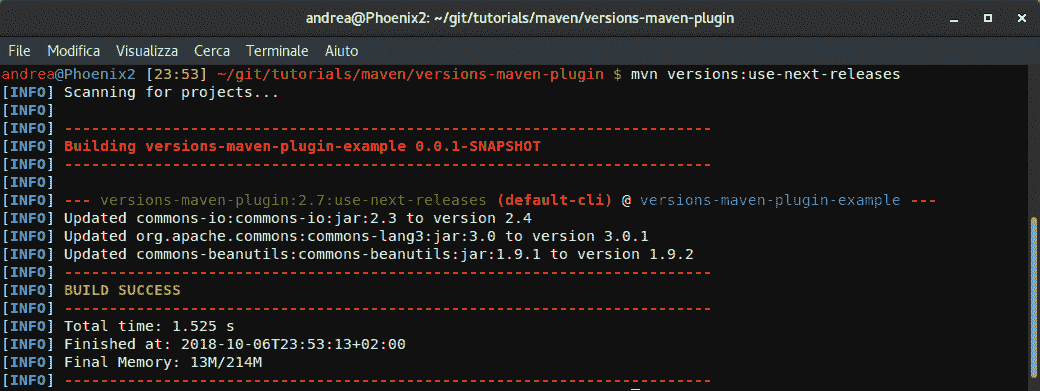 andrea@Phoenix2: ~/git/tutorials/maven/versions-maven-plugin
File Modifica Visualizza Cerca Terminale Aiuto
andrea@Phoenix2 [23:53] ~/git/tutorials/maven/versions-maven-plugin $ mvn versions:use-next-releases
[INFO] Scanning for projects...
[INFO]
[INFO] ------------------------------------------------------------------------
[INFO] Building versions-maven-plugin-example 0.0.1-SNAPSHOT
[INFO] ------------------------------------------------------------------------
[INFO]
[INFO] --- versions-maven-plugin:2.7:use-next-releases (default-cli) @ versions-maven-plugin-example ---
[INFO] Updated commons-io:commons-io:jar:2.3 to version 2.4
[INFO] Updated org.apache.commons:commons-lang3:jar:3.0 to version 3.0.1
[INFO] Updated commons-beanutils:commons-beanutils:jar:1.9.1 to version 1.9.2
[INFO] ------------------------------------------------------------------------
[INFO] BUILD SUCCESS
[INFO] ------------------------------------------------------------------------
[INFO] Total time: 1.525 s
[INFO] Finished at: 2018-10-06T23:53:13+02:00
[INFO] Final Memory: 13M/214M
[INFO] ------------------------------------------------------------------------